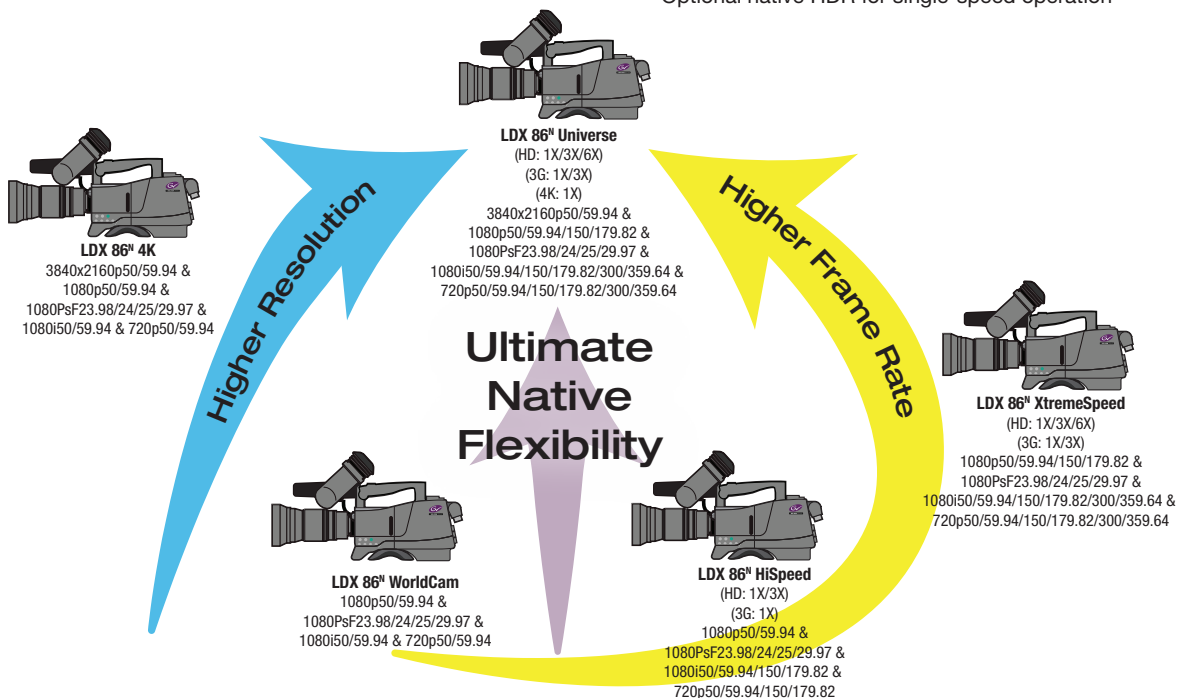 Optional native HDR for single-speed operation
LDX 86ᴺ Universe
(HD: 1X/3X/6X)
(3G: 1X/3X)
(4K: 1X)
3840x2160p50/59.94 &
1080p50/59.94/150/179.82 &
1080PsF23.98/24/25/29.97 &
1080i50/59.94/150/179.82/300/359.64 &
720p50/59.94/150/179.82/300/359.64
LDX 86ᴺ 4K
3840x2160p50/59.94 &
1080p50/59.94 &
1080PsF23.98/24/25/29.97 &
1080i50/59.94 & 720p50/59.94
Higher Resolution
Higher Frame Rate
Ultimate
Native
Flexibility
LDX 86ᴺ XtremeSpeed
(HD: 1X/3X/6X)
(3G: 1X/3X)
1080p50/59.94/150/179.82 &
1080PsF23.98/24/25/29.97 &
1080i50/59.94/150/179.82/300/359.64 &
720p50/59.94/150/179.82/300/359.64
LDX 86ᴺ WorldCam
1080p50/59.94 &
1080PsF23.98/24/25/29.97 &
1080i50/59.94 & 720p50/59.94
LDX 86ᴺ HiSpeed
(HD: 1X/3X)
(3G: 1X)
1080p50/59.94 &
1080PsF23.98/24/25/29.97 &
1080i50/59.94/150/179.82 &
720p50/59.94/150/179.82